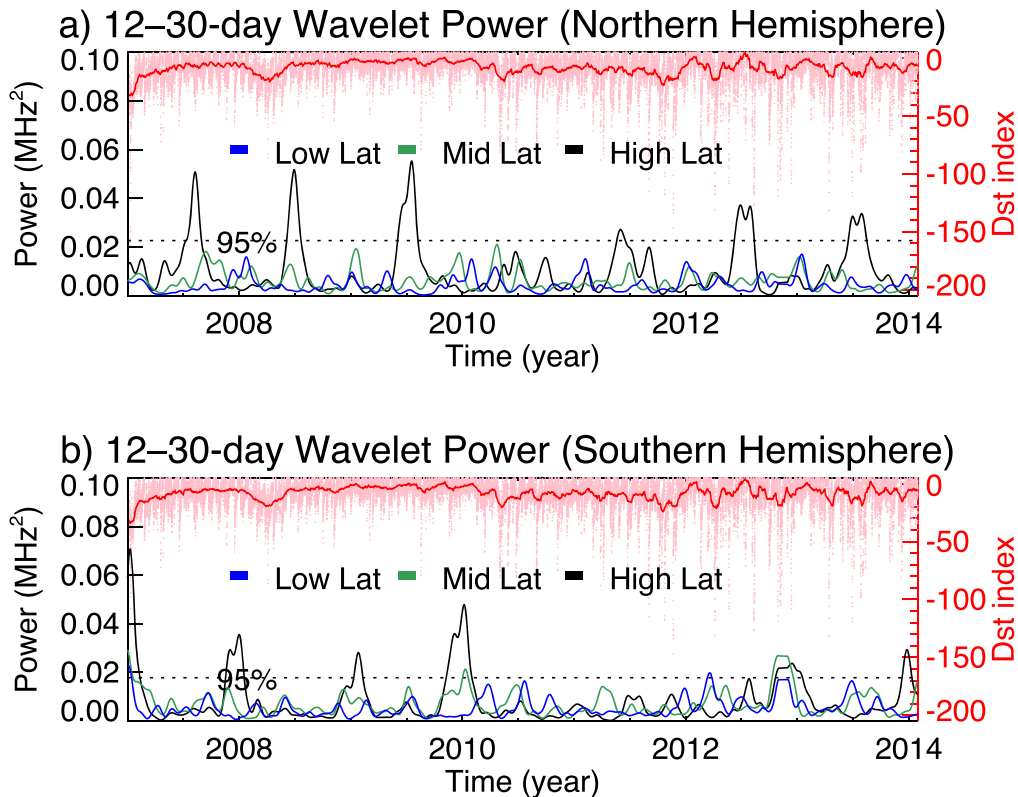 a) 12–30-day Wavelet Power (Northern Hemisphere)
0.10
0.08
0.06
0.04
0.02
0.00
Power (MHz²)
0
-50
-100
-150
-200
Dst index
Low Lat Mid Lat High Lat
95%
2008 2010 2012 2014
Time (year)
b) 12–30-day Wavelet Power (Southern Hemisphere)
0.10
0.08
0.06
0.04
0.02
0.00
Power (MHz²)
0
-50
-100
-150
-200
Dst index
Low Lat Mid Lat High Lat
95%
2008 2010 2012 2014
Time (year)